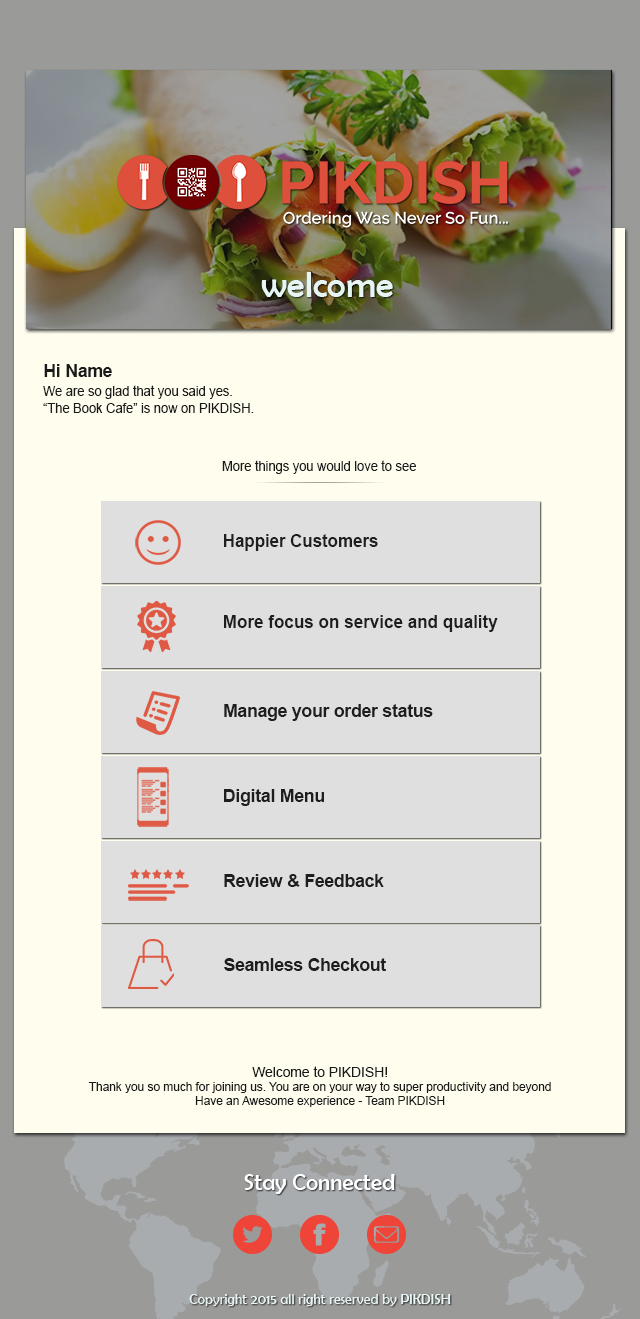 PIKDISH
Ordering Was Never So Fun...
welcome
Hi Name
We are so glad that you said yes.
“The Book Cafe” is now on PIKDISH.
More things you would love to see
Happier Customers
More focus on service and quality
Manage your order status
Digital Menu
Review & Feedback
Seamless Checkout
Welcome to PIKDISH!
Thank you so much for joining us. You are on your way to super productivity and beyond
Have an Awesome experience - Team PIKDISH
Stay Connected
Copyright 2015 all right reserved by PIKDISH